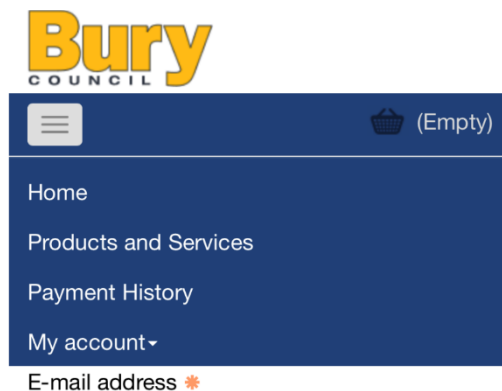 Bury
COUNCIL
(Empty)
Home
Products and Services
Payment History
My account
E-mail address *